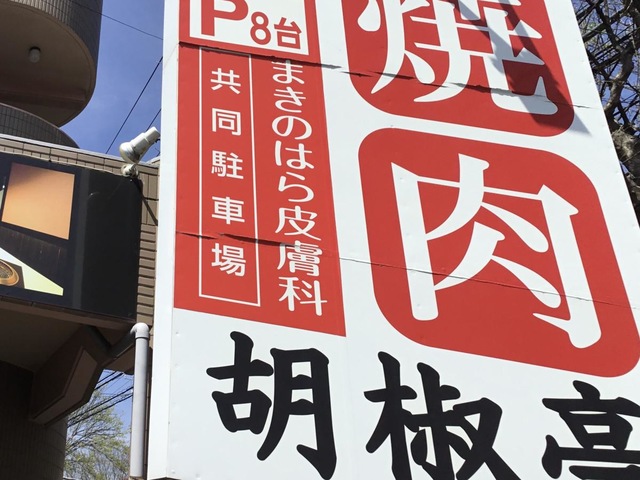 P8台
まきのはら皮膚科
共同駐車場
焼肉
胡椒亭